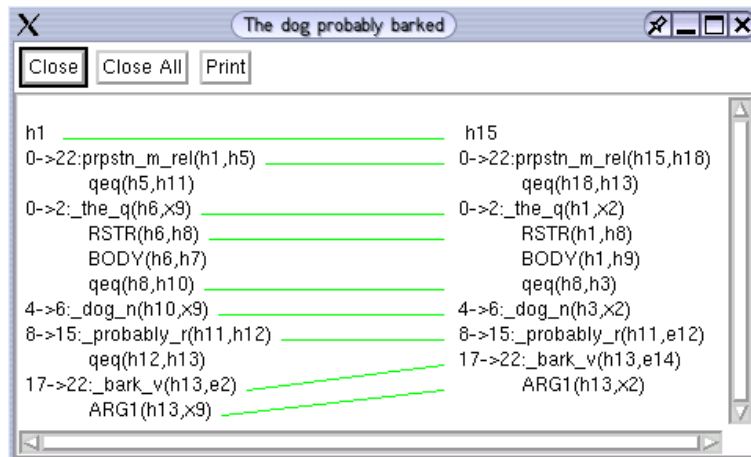 The dog probably barked
Close Close All Print
h1 h15
0->22:prpstn_m_rel(h1,h5) 0->22:prpstn_m_rel(h15,h18)
qeq(h5,h11) qeq(h18,h13)
0->2:_the_q(h6,x9) 0->2:_the_q(h1,x2)
RSTR(h6,h8) RSTR(h1,h8)
BODY(h6,h7) BODY(h1,h9)
qeq(h8,h10) qeq(h8,h3)
4->6:_dog_n(h10,x9) 4->6:_dog_n(h3,x2)
8->15:_probably_r(h11,h12) 8->15:_probably_r(h11,e12)
qeq(h12,h13) 17->22:_bark_v(h13,e14)
17->22:_bark_v(h13,e2) ARG1(h13,x2)
ARG1(h13,x9)